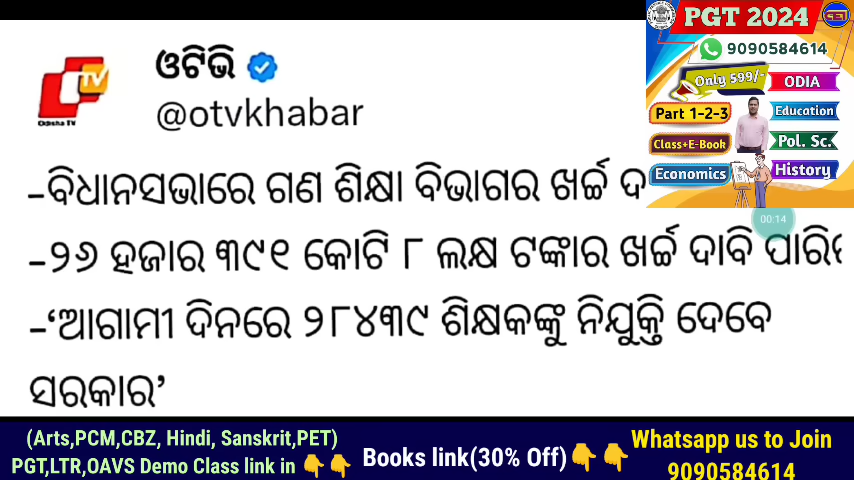 ଓଟିଭି
@otvkhabar
TV
Odisha TV
-ବିଧାନସଭାରେ ଗଣ ଶିକ୍ଷା ବିଭାଗର ଖର୍ଚ୍ଚ
-୨୬ ହଜାର ୩୯୧ କୋଟି ୮ ଲକ୍ଷ ଟଙ୍କାର ଖର୍ଚ୍ଚ ଦାବି
-‘ଆଗାମୀ ଦିନରେ ୨୮୪୩୯ ଶିକ୍ଷକଙ୍କୁ ନିଯୁକ୍ତି ଦେବେ
ସରକାର’
PGT 2024
CET
9090584614
Only 599/-
ODIA
Part 1-2-3
Education
Class+E-Book
Pol. Sc.
Economics
History
00:14
(Arts,PCM,CBZ, Hindi, Sanskrit,PET)
PGT,LTR,OAVS Demo Class link in 👇👇
Books link(30% Off)👇👇
Whatsapp us to Join
9090584614